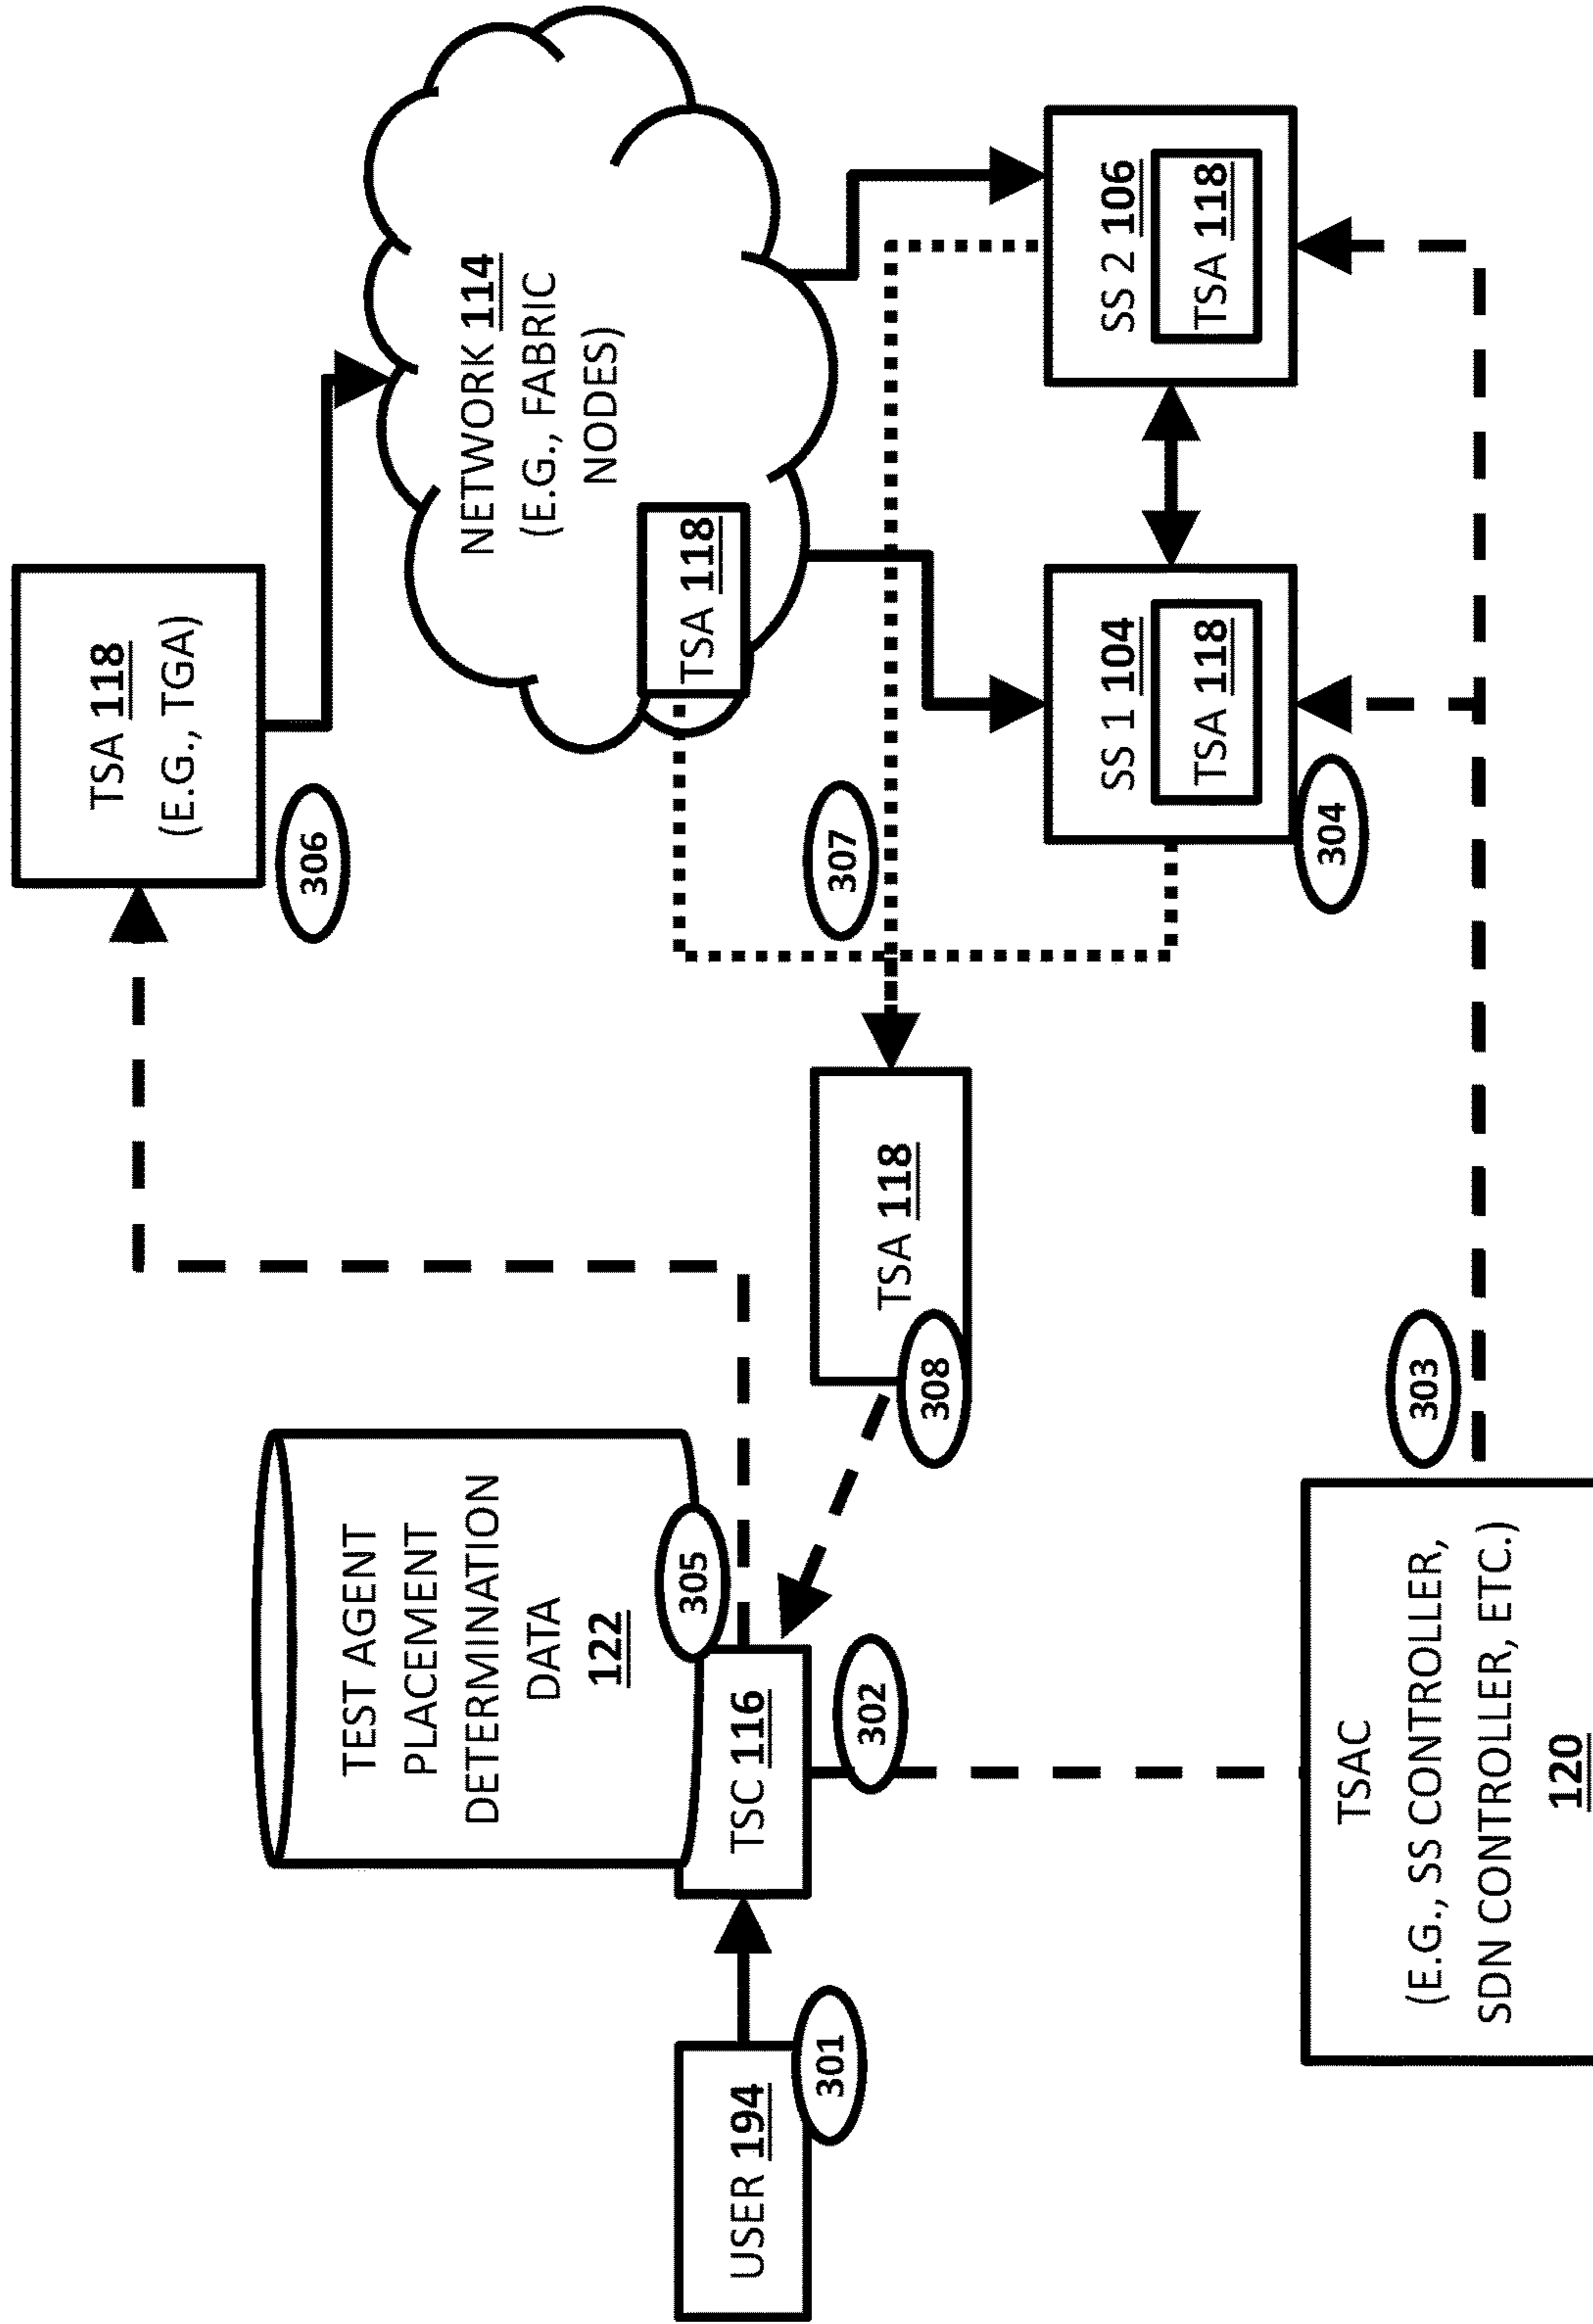 USER 194
301
TEST AGENT
PLACEMENT
DETERMINATION
DATA
122
305
TSC 116
302
TSAC
(E.G., SS CONTROLLER,
SDN CONTROLLER, ETC.)
120
303
TSA 118
308
TSA 118
(E.G., TGA)
306
307
NETWORK 114
(E.G., FABRIC
NODES)
TSA 118
SS 1 104
TSA 118
304
SS 2 106
TSA 118